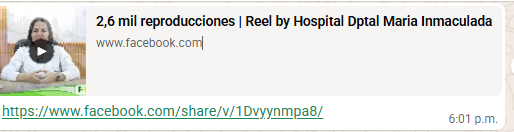 2,6 mil reproducciones | Reel by Hospital Dptal Maria Inmaculada
www.facebook.com
https://www.facebook.com/share/v/1Dvyynmpa8/
6:01 p.m.